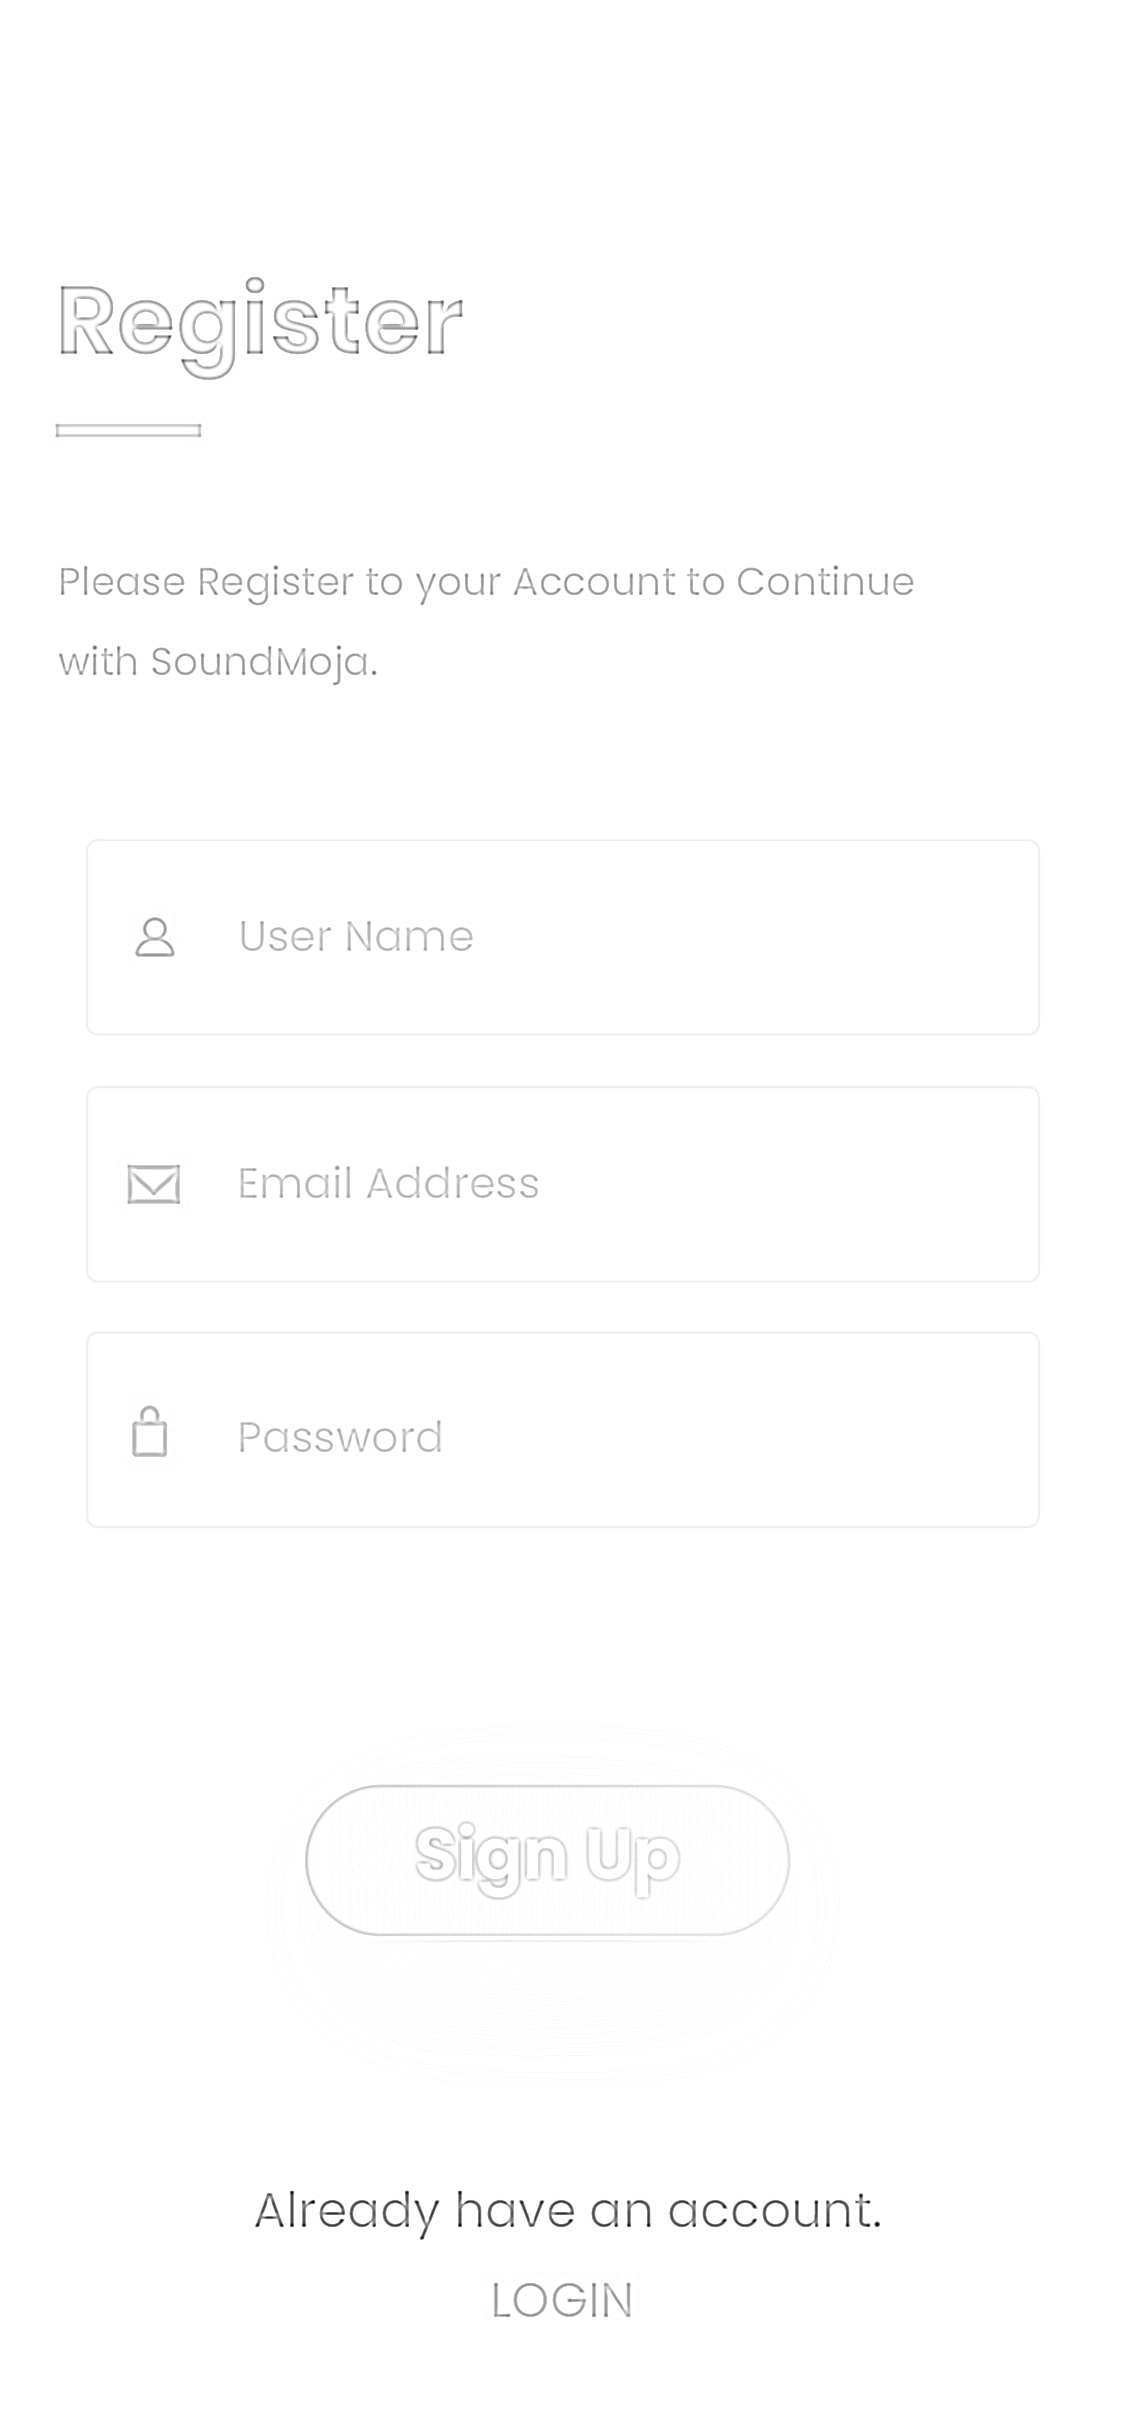 Register
Please Register to your Account to Continue
with SoundMoja.
User Name
Email Address
Password
Sign Up
Already have an account.
LOGIN